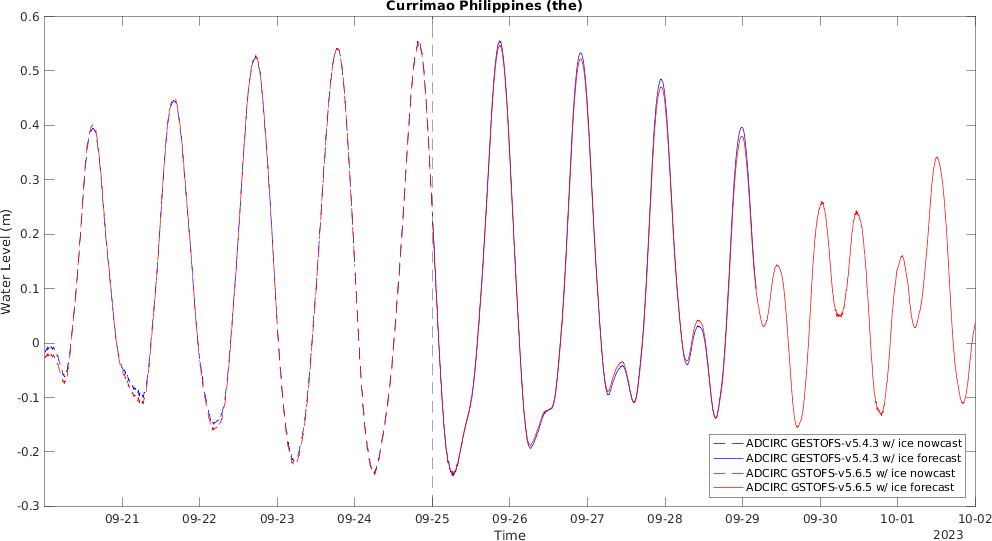 Currimao Philippines (the)
Water Level (m)
0.6
0.5
0.4
0.3
0.2
0.1
0
-0.1
-0.2
-0.3
ADCIRC GESTOFS-v5.4.3 w/ ice nowcast
ADCIRC GESTOFS-v5.4.3 w/ ice forecast
ADCIRC GSTOFS-v5.6.5 w/ ice nowcast
ADCIRC GSTOFS-v5.6.5 w/ ice forecast
09-21 09-22 09-23 09-24 09-25 09-26 09-27 09-28 09-29 09-30 10-01 10-02
Time
2023